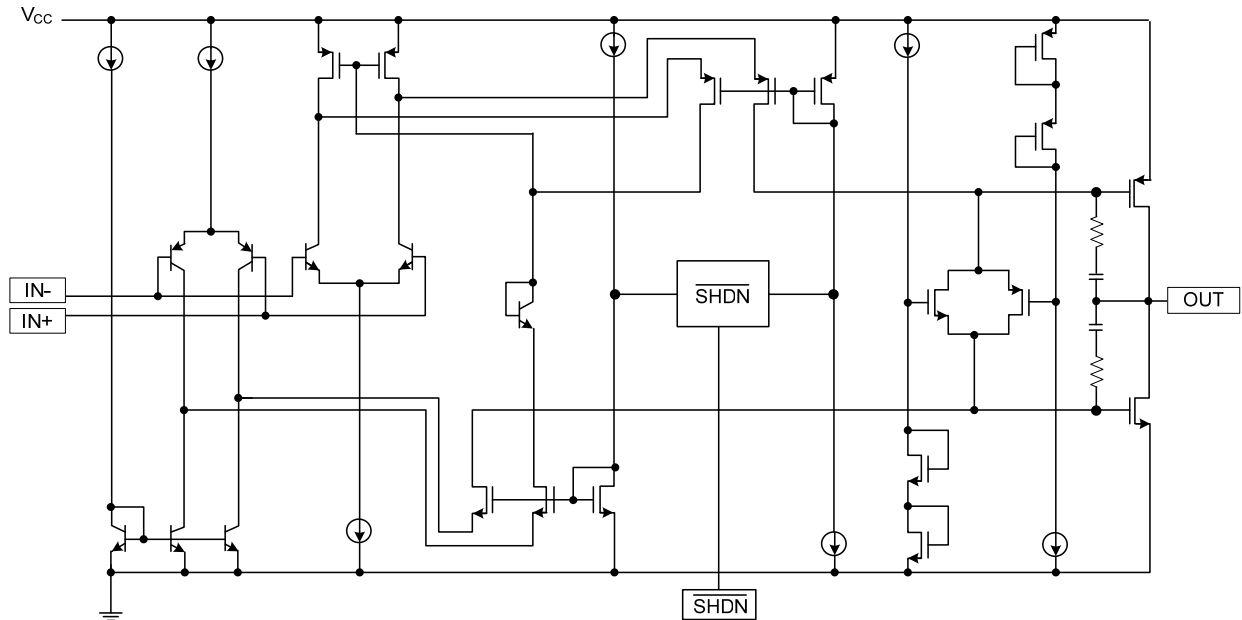 VCC
IN-
IN+
SHDN
OUT
SHDN